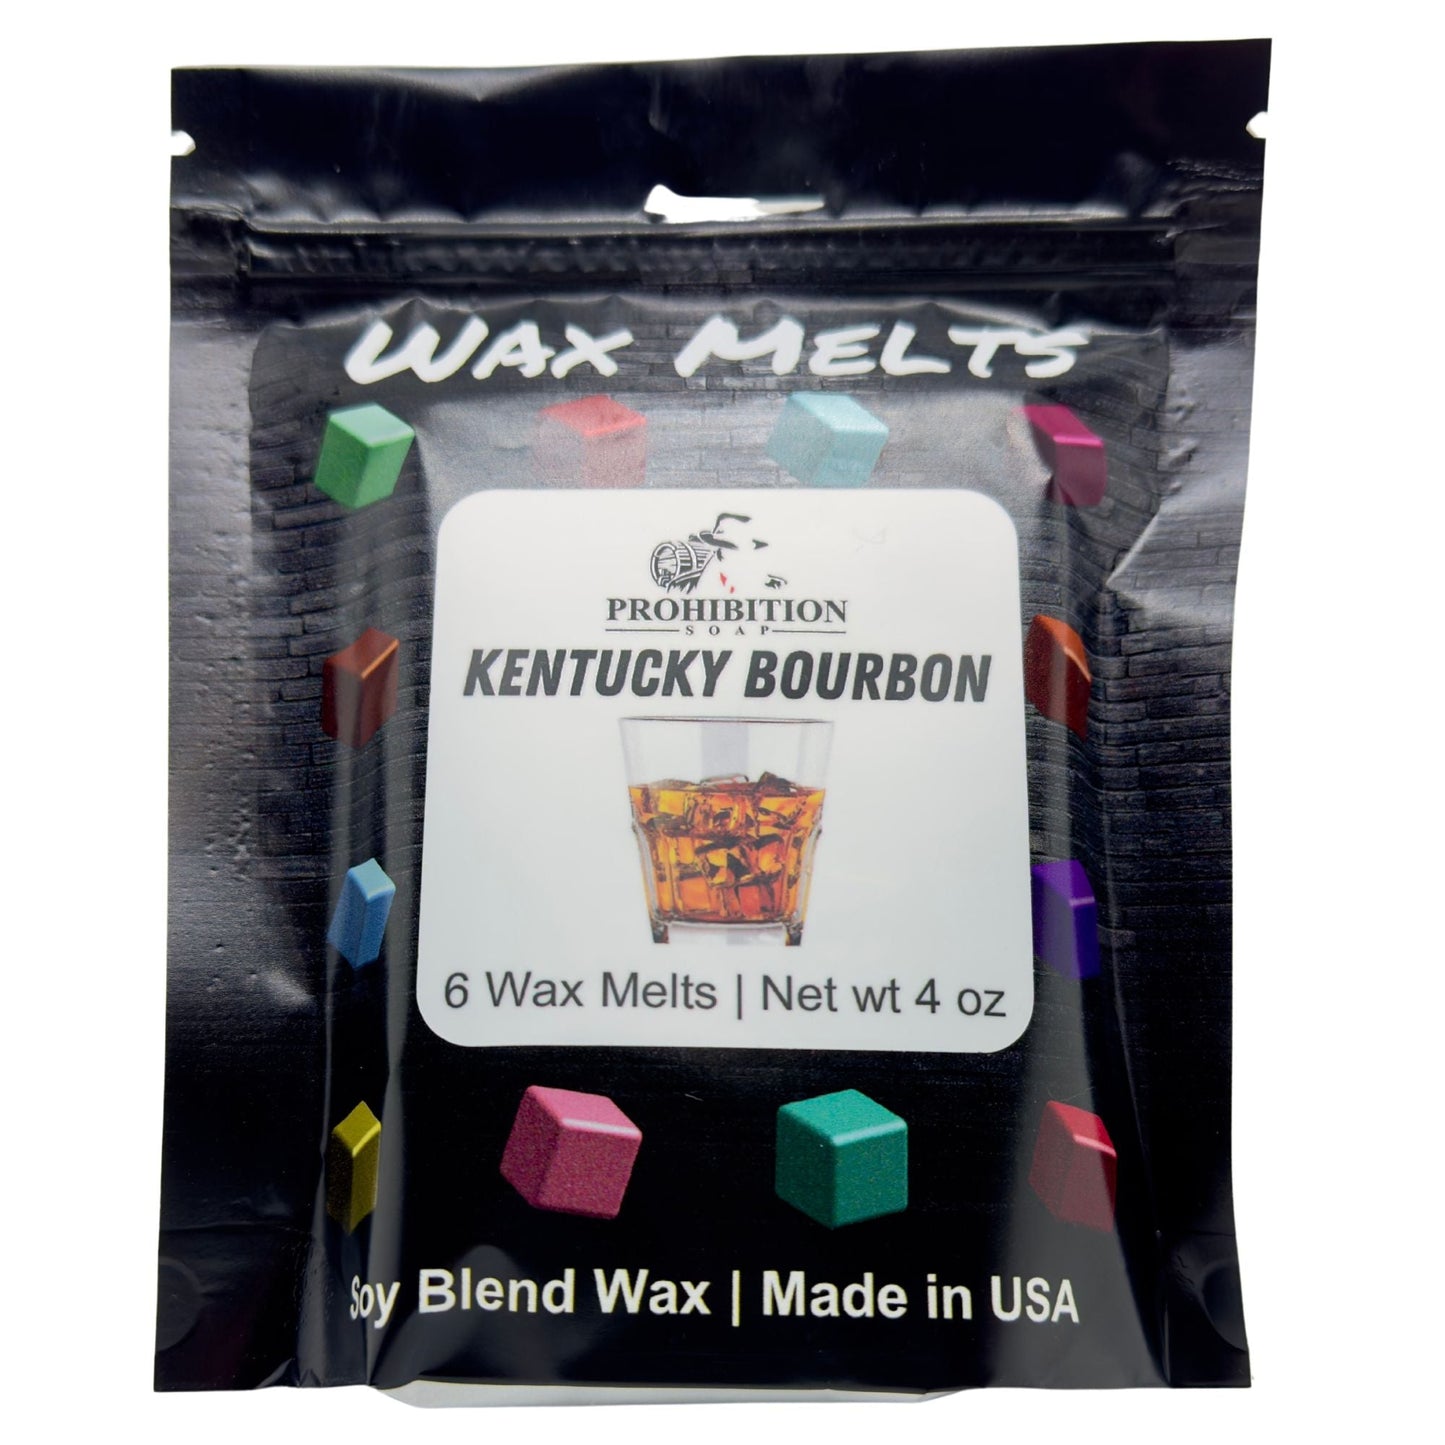 WAX MELTS
PROHIBITION
SOAP
KENTUCKY BOURBON
6 Wax Melts | Net wt 4 oz
Soy Blend Wax | Made in USA